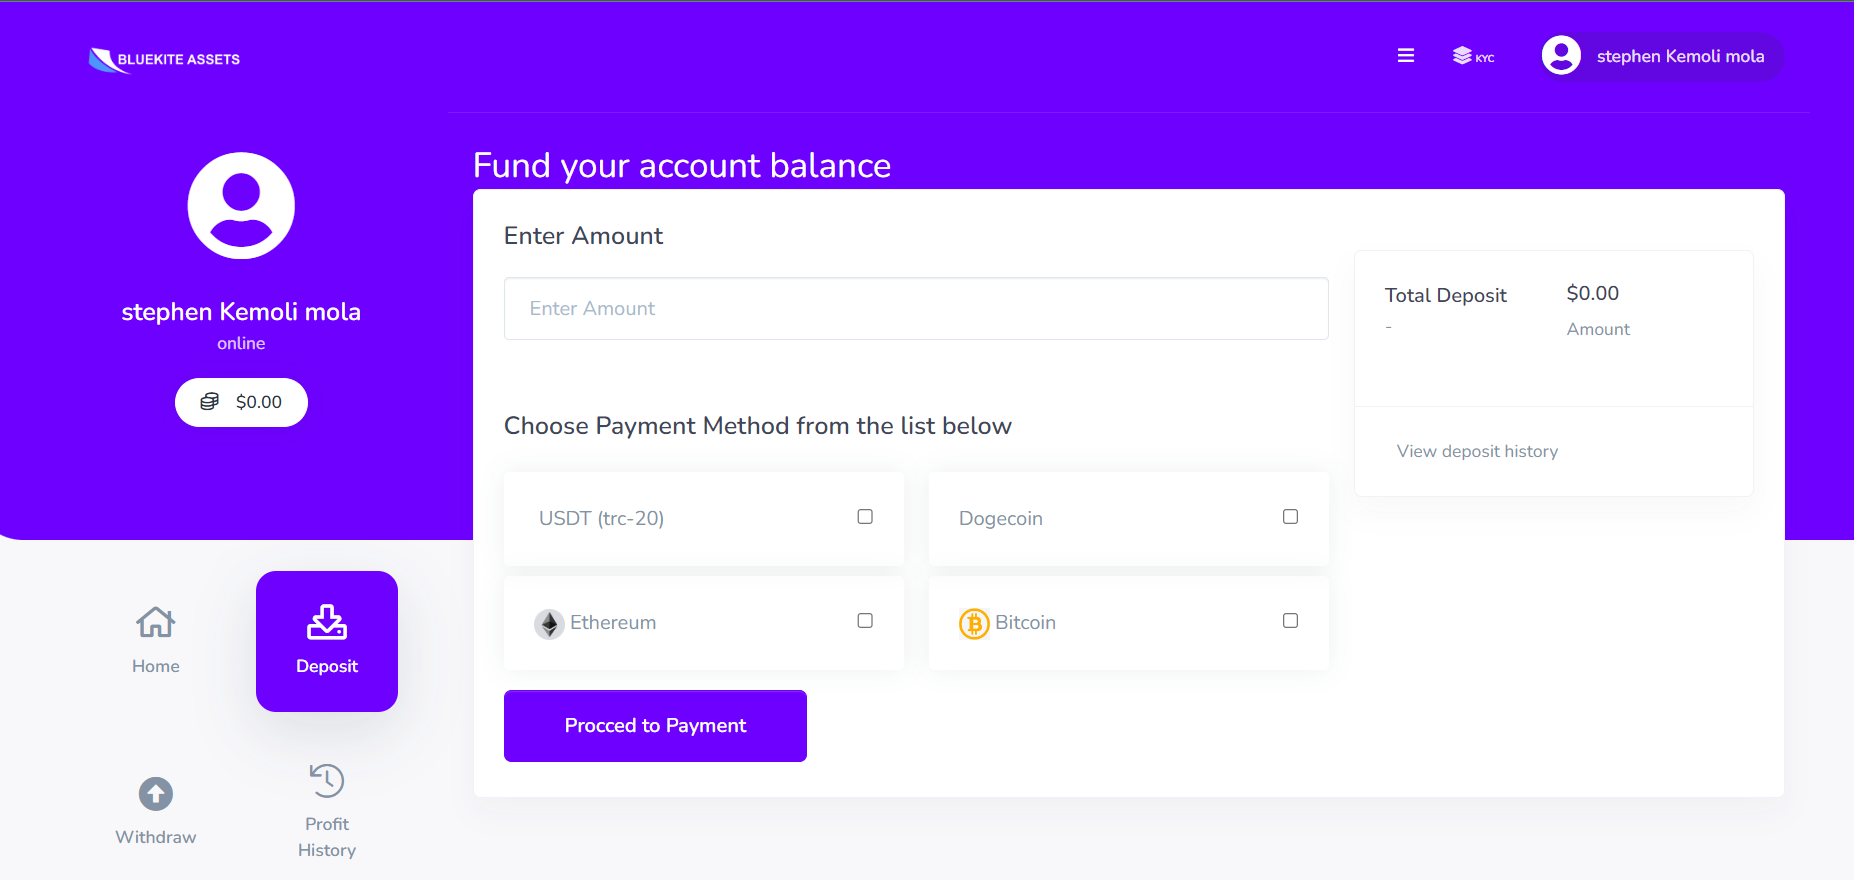 BLUEKITE ASSETS
KYC
stephen Kemoli mola
stephen Kemoli mola
online
$0.00
Home
Deposit
Withdraw
Profit
History
Fund your account balance
Enter Amount
Enter Amount
Choose Payment Method from the list below
USDT (trc-20)
Dogecoin
Ethereum
Bitcoin
Procced to Payment
Total Deposit
-
$0.00
Amount
View deposit history